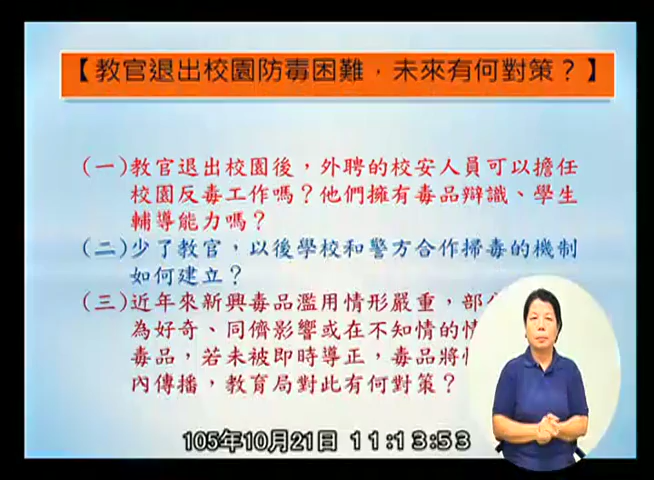 【教官退出校園防毒困難，未來有何對策？】
(一)教官退出校園後，外聘的校安人員可以擔任
校園反毒工作嗎？他們擁有毒品辯識、學生
輔導能力嗎？
(二)少了教官，以後學校和警方合作掃毒的機制
如何建立？
(三)近年來新興毒品濫用情形嚴重，部
為好奇、同儕影響或在不知情的情
毒品，若未被即時導正，毒品將
內傳播，教育局對此有何對策？
105年10月21日 11:13:53